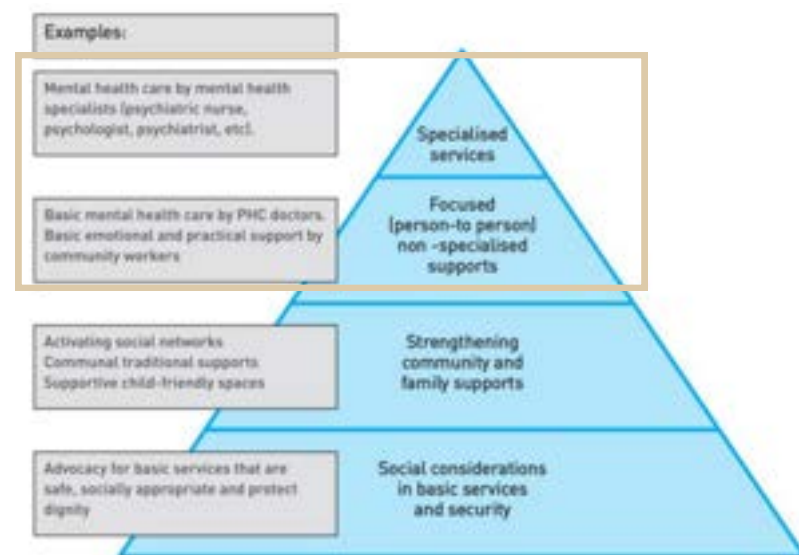 Examples:
Mental health care by mental health
specialists (psychiatric nurse,
psychologist, psychiatrist, etc).
Specialised
services
Basic mental health care by PHC doctors.
Basic emotional and practical support by
community workers
Focused
(person-to person)
non -specialised
supports
Activating social networks
Communal traditional supports
Supportive child-friendly spaces
Strengthening
community and
family supports
Advocacy for basic services that are
safe, socially appropriate and protect
dignity
Social considerations
in basic services
and security